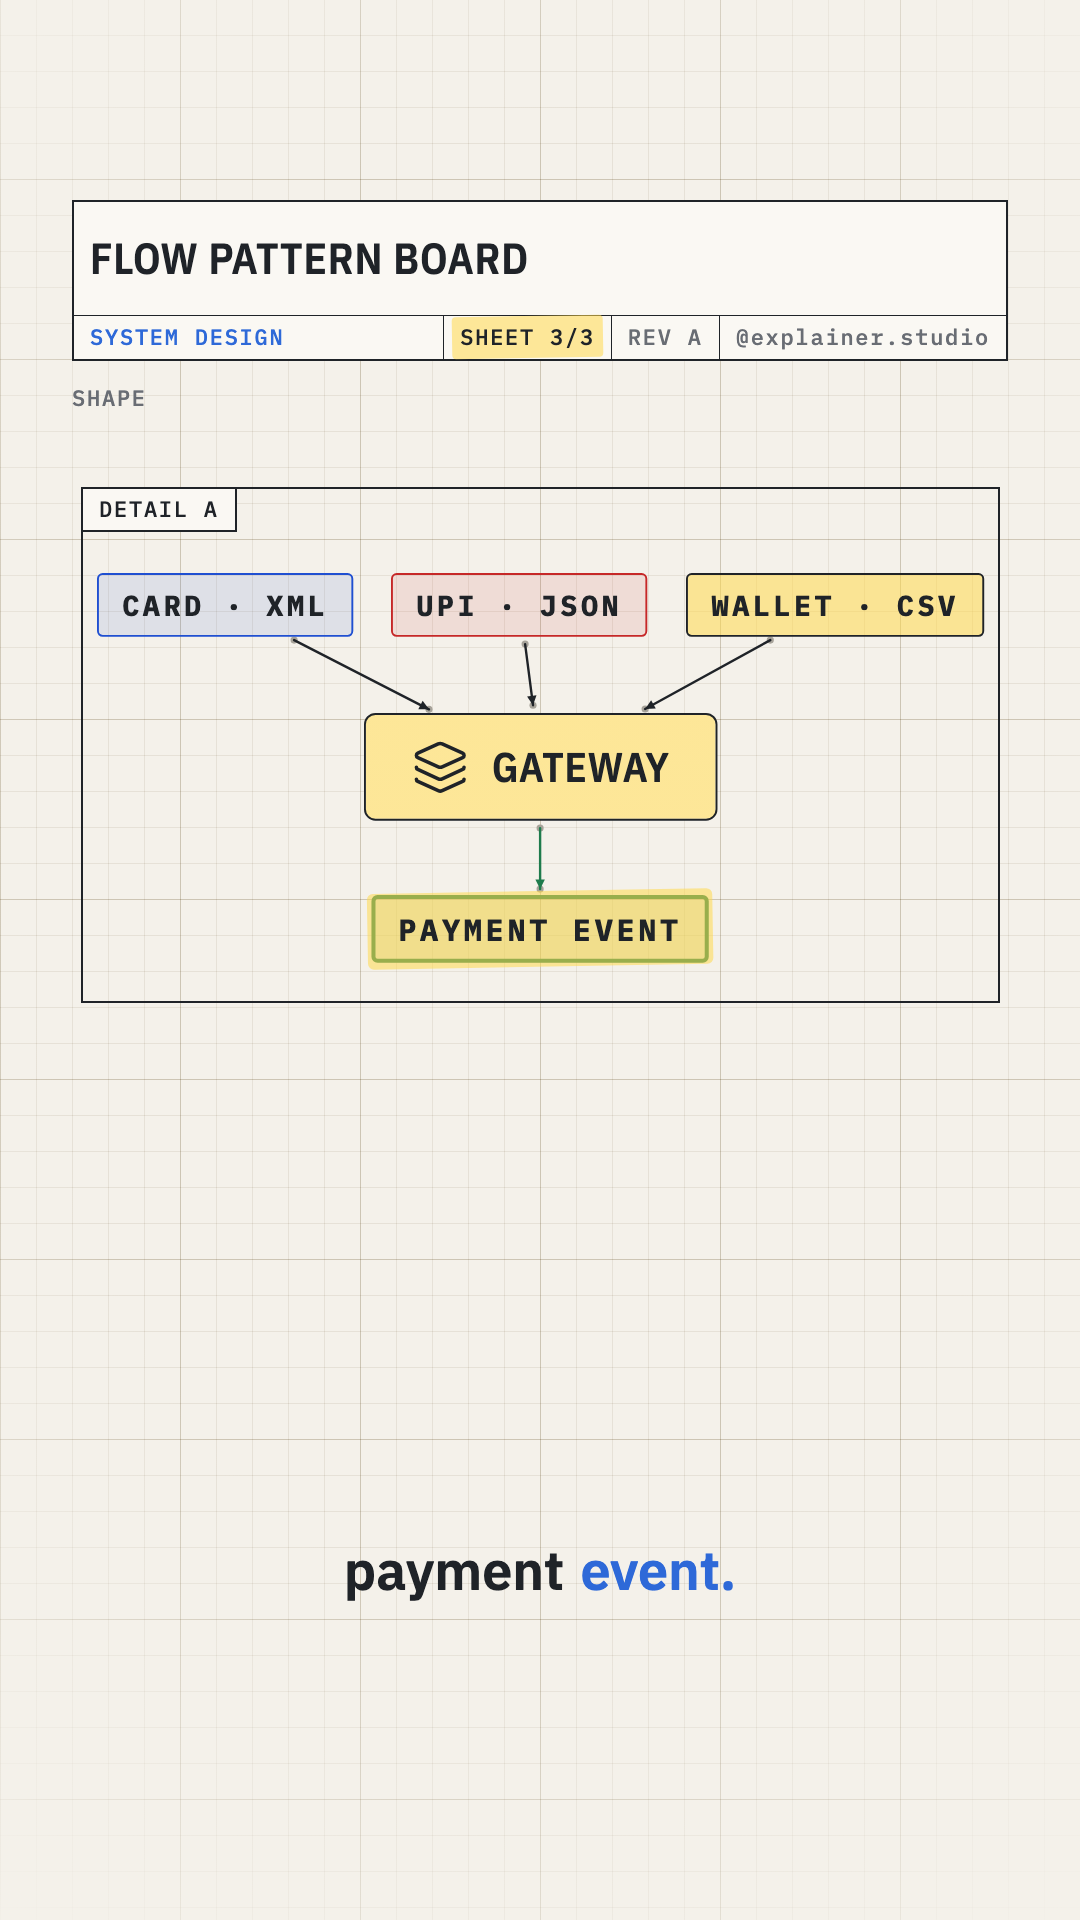 FLOW PATTERN BOARD
SYSTEM DESIGN SHEET 3/3 REV A @explainer.studio
SHAPE
DETAIL A
CARD · XML UPI · JSON WALLET · CSV
GATEWAY
PAYMENT EVENT
payment event.